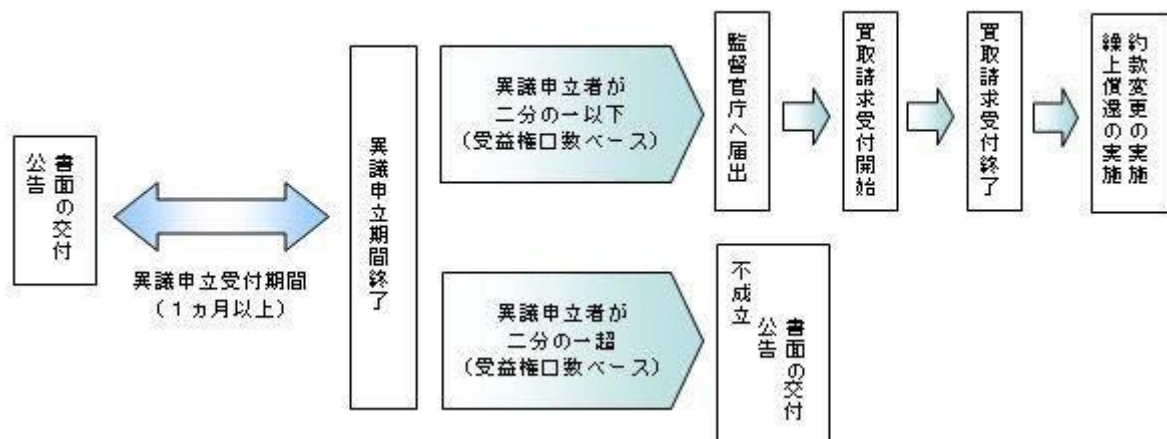 公告
書面の交付
異議申立受付期間
(1ヵ月以上)
異議申立期間終了
異議申立者が
二分の一以下
(受益権口数ベース)
監督官庁へ届出
買取請求受付開始
買取請求受付終了
約款変更の実施
繰上償還の実施
異議申立者が
二分の一超
(受益権口数ベース)
不成立
公告
書面の交付